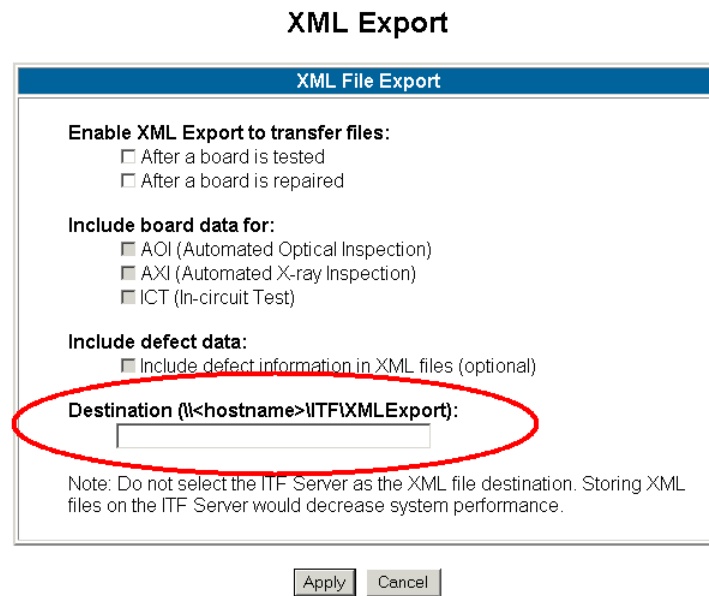 XML Export
XML File Export
Enable XML Export to transfer files:
After a board is tested
After a board is repaired
Include board data for:
AOI (Automated Optical Inspection)
AXI (Automated X-ray Inspection)
ICT (In-circuit Test)
Include defect data:
Include defect information in XML files (optional)
Destination (\\<hostname>\ITF\XMLExport):
Note: Do not select the ITF Server as the XML file destination. Storing XML
files on the ITF Server would decrease system performance.
Apply Cancel